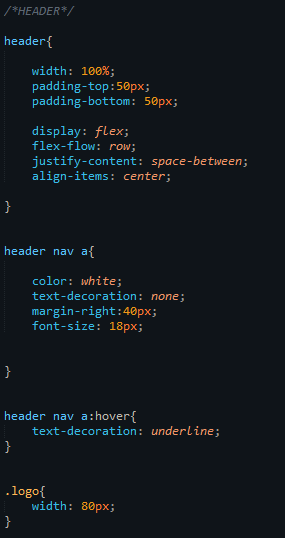 /*HEADER*/
header{
width: 100%;
padding-top:50px;
padding-bottom: 50px;
display: flex;
flex-flow: row;
justify-content: space-between;
align-items: center;
}
header nav a{
color: white;
text-decoration: none;
margin-right:40px;
font-size: 18px;
}
header nav a:hover{
text-decoration: underline;
}
.logo{
width: 80px;
}